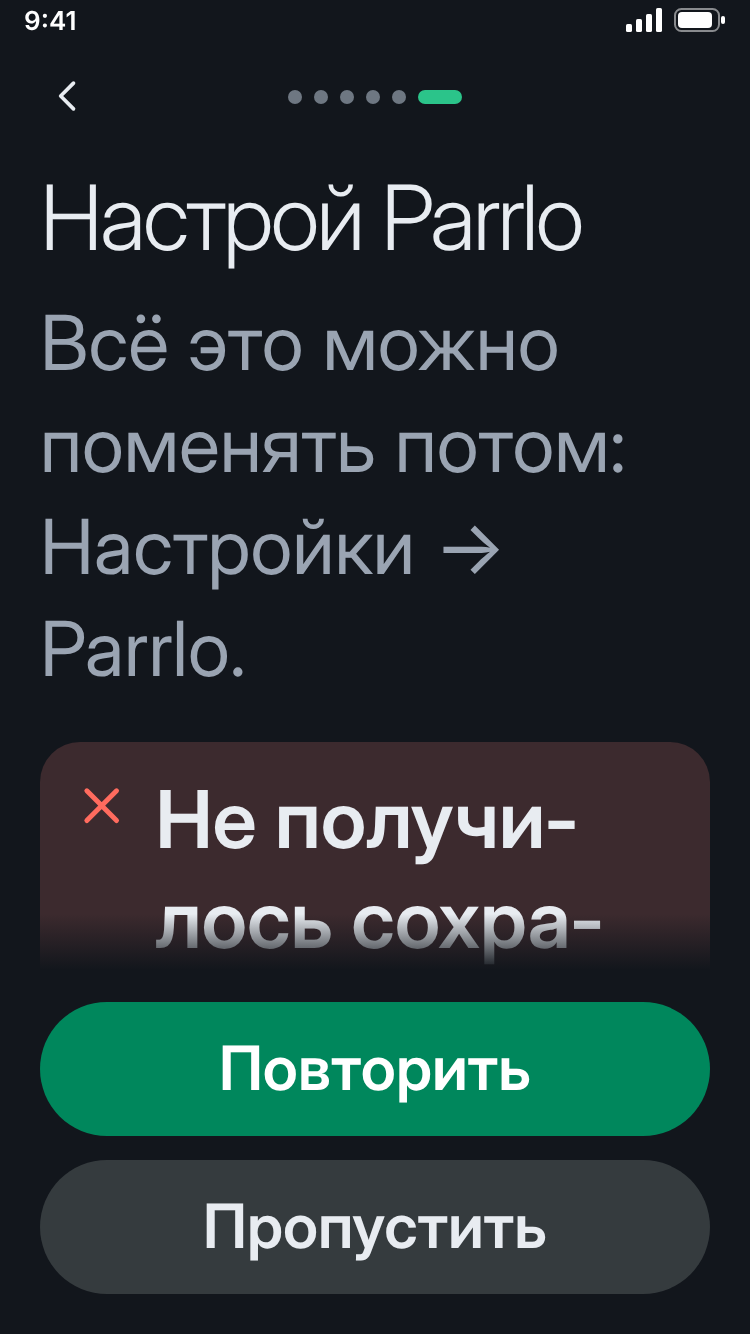 9:41
Настрой Parrlo
Всё это можно
поменять потом:
Настройки →
Parrlo.
Не получи-
лось сохра-
Повторить
Пропустить